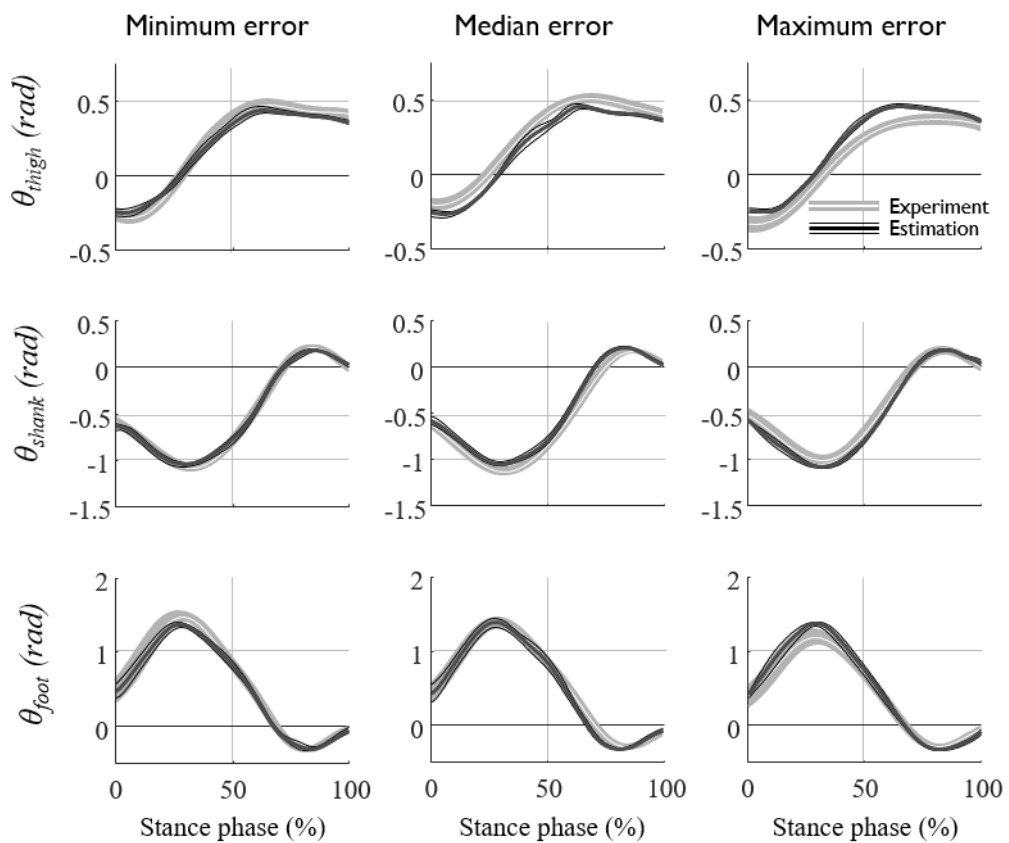 Minimum error Median error Maximum error
θthigh (rad)
0.5 0.5 0.5
0 0 0
-0.5 -0.5 -0.5
Experiment
Estimation
θshank (rad)
0.5 0.5 0.5
0 0 0
-0.5 -0.5 -0.5
-1 -1 -1
-1.5 -1.5 -1.5
θfoot (rad)
2 2 2
1 1 1
0 0 0
0 50 100 0 50 100 0 50 100
Stance phase (%) Stance phase (%) Stance phase (%)